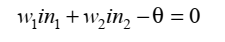 w₁in₁ + w₂in₂ − θ = 0